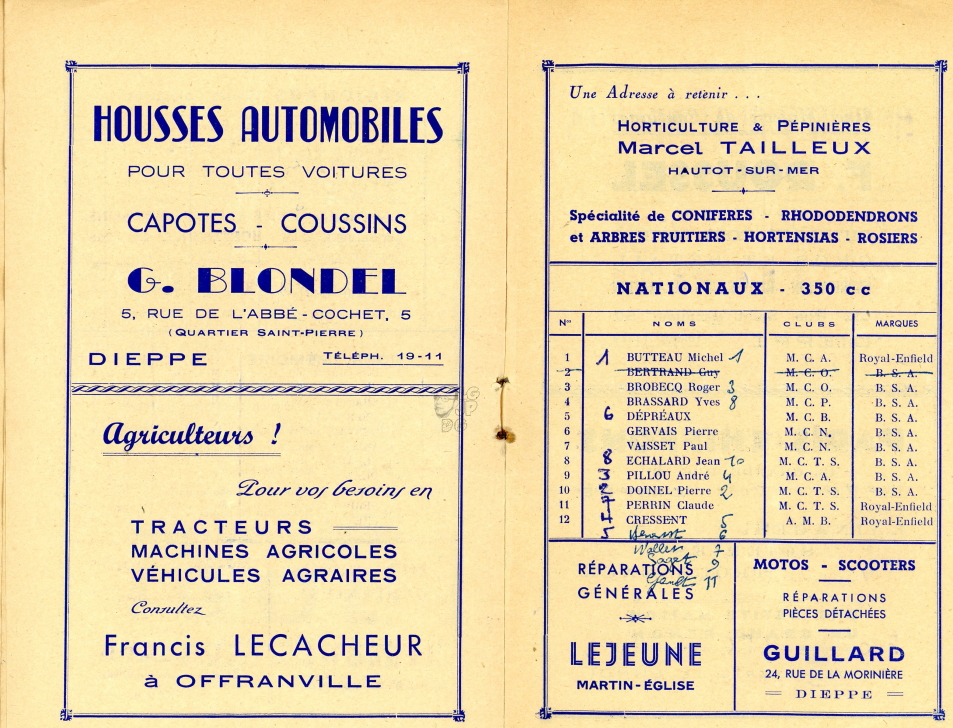 HOUSSES AUTOMOBILES
POUR TOUTES VOITURES
CAPOTES - COUSSINS
G. BLONDEL
5, RUE DE L'ABBÉ-COCHET, 5
(QUARTIER SAINT-PIERRE)
DIEPPE TÉLÉPH. 19-11
Agriculteurs !
Pour vos besoins en
TRACTEURS
MACHINES AGRICOLES
VÉHICULES AGRAIRES
Consultez
Francis LECACHEUR
à OFFRANVILLE
Une Adresse à retenir . . .
HORTICULTURE & PÉPINIÈRES
Marcel TAILLEUX
HAUTOT-SUR-MER
Spécialité de CONIFERES - RHODODENDRONS
et ARBRES FRUITIERS - HORTENSIAS - ROSIERS
NATIONAUX - 350 cc
Nos NOMS CLUBS MARQUES
1 1 BUTTEAU Michel 1 M. C. A. Royal-Enfield
2 BERTRAND Guy M. C. O. B. S. A.
3 BROBECQ Roger 3 M. C. O. B. S. A.
4 BRASSARD Yves 8 M. C. P. B. S. A.
5 6 DÉPRÉAUX M. C. B. B. S. A.
6 GERVAIS Pierre M. C. N. B. S. A.
7 VAISSET Paul M. C. N. B. S. A.
8 8 ECHALARD Jean 10 M. C. T. S. B. S. A.
9 3 PILLOU André 4 M. C. A. B. S. A.
10 2 DOINEL Pierre 2 M. C. T. S. B. S. A.
11 7 PERRIN Claude M. C. T. S. Royal-Enfield
12 4 CRESSENT 5 A. M. B. Royal-Enfield
5 6
7
9
11
RÉPARATIONS
GÉNÉRALES
LEJEUNE
MARTIN-ÉGLISE
MOTOS - SCOOTERS
RÉPARATIONS
PIÈCES DÉTACHÉES
GUILLARD
24, RUE DE LA MORINIÈRE
DIEPPE